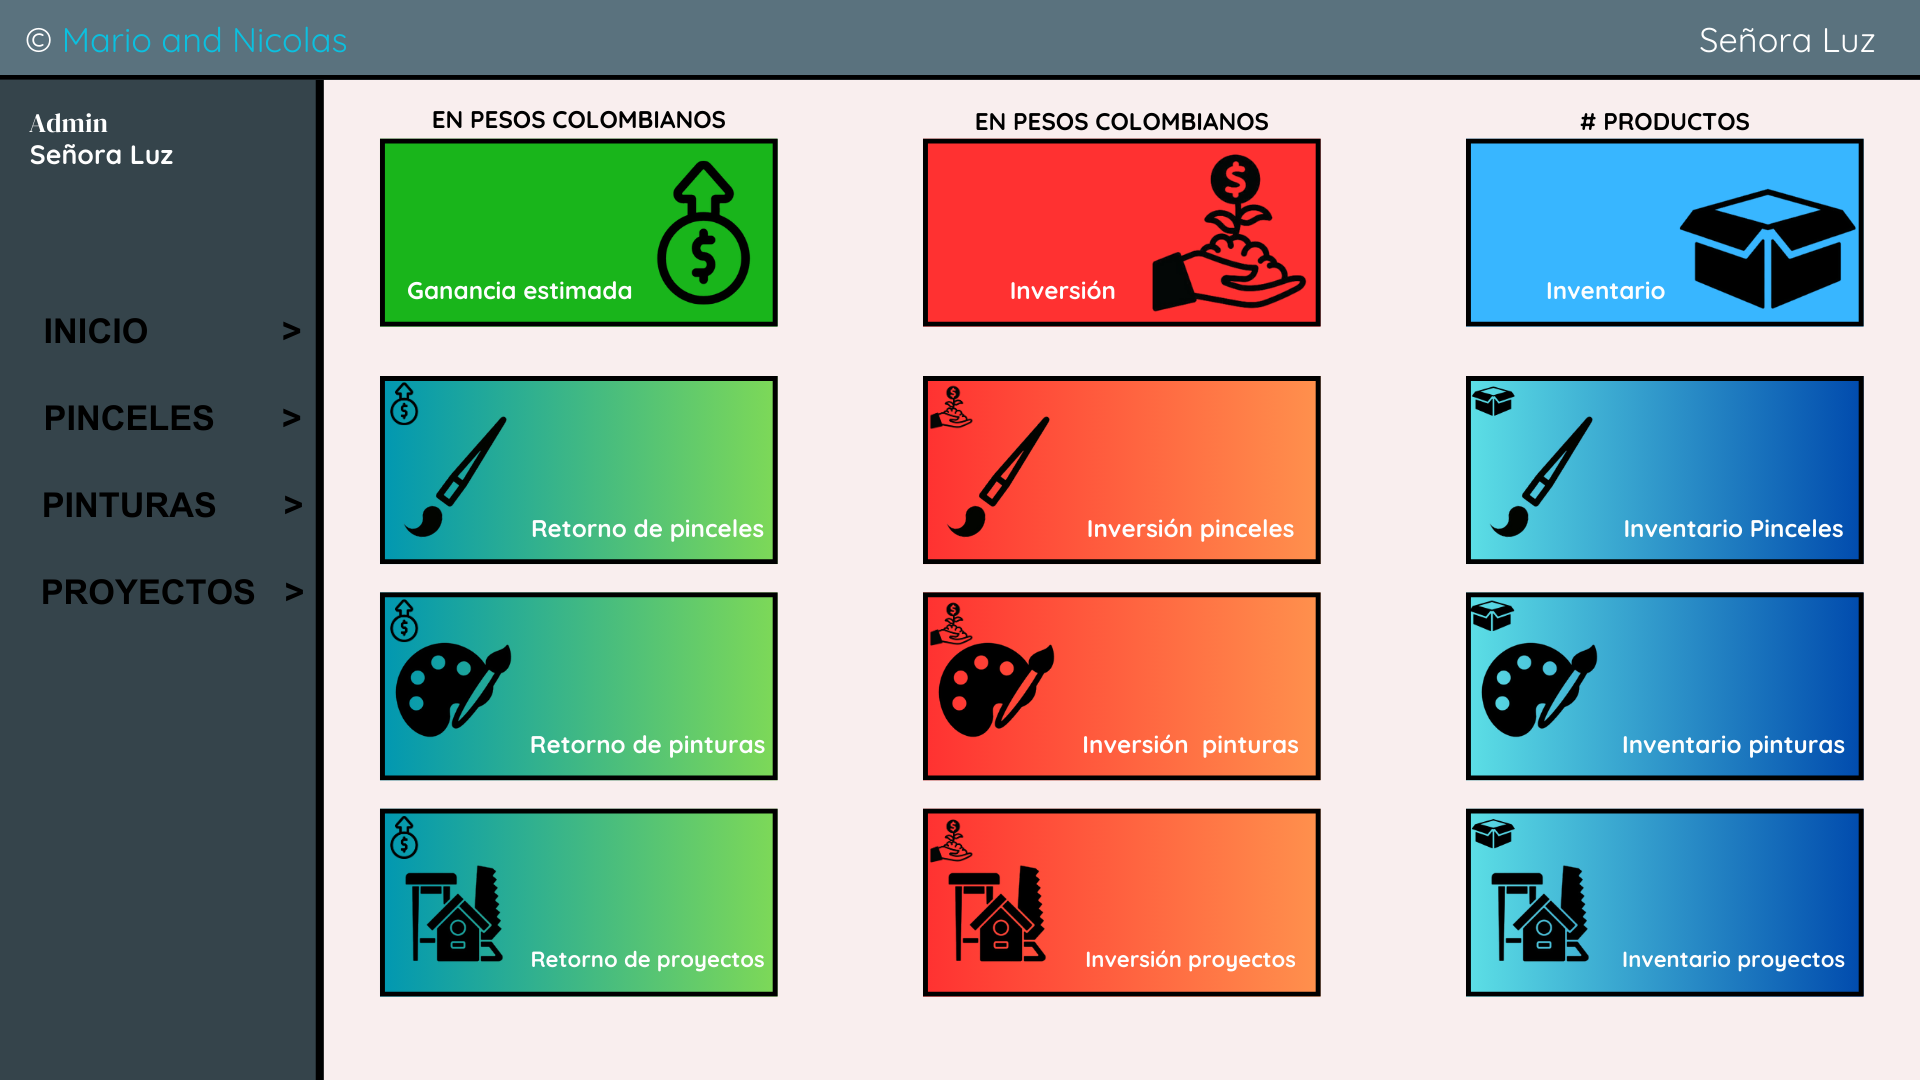 © Mario and Nicolas
Señora Luz
Admin
Señora Luz
INICIO >
PINCELES >
PINTURAS >
PROYECTOS >
EN PESOS COLOMBIANOS
EN PESOS COLOMBIANOS
# PRODUCTOS
$
$
Ganancia estimada
Inversión
Inventario
$
$
Retorno de pinceles
Inversión pinceles
Inventario Pinceles
$
$
Retorno de pinturas
Inversión  pinturas
Inventario pinturas
$
$
Retorno de proyectos
Inversión proyectos
Inventario proyectos